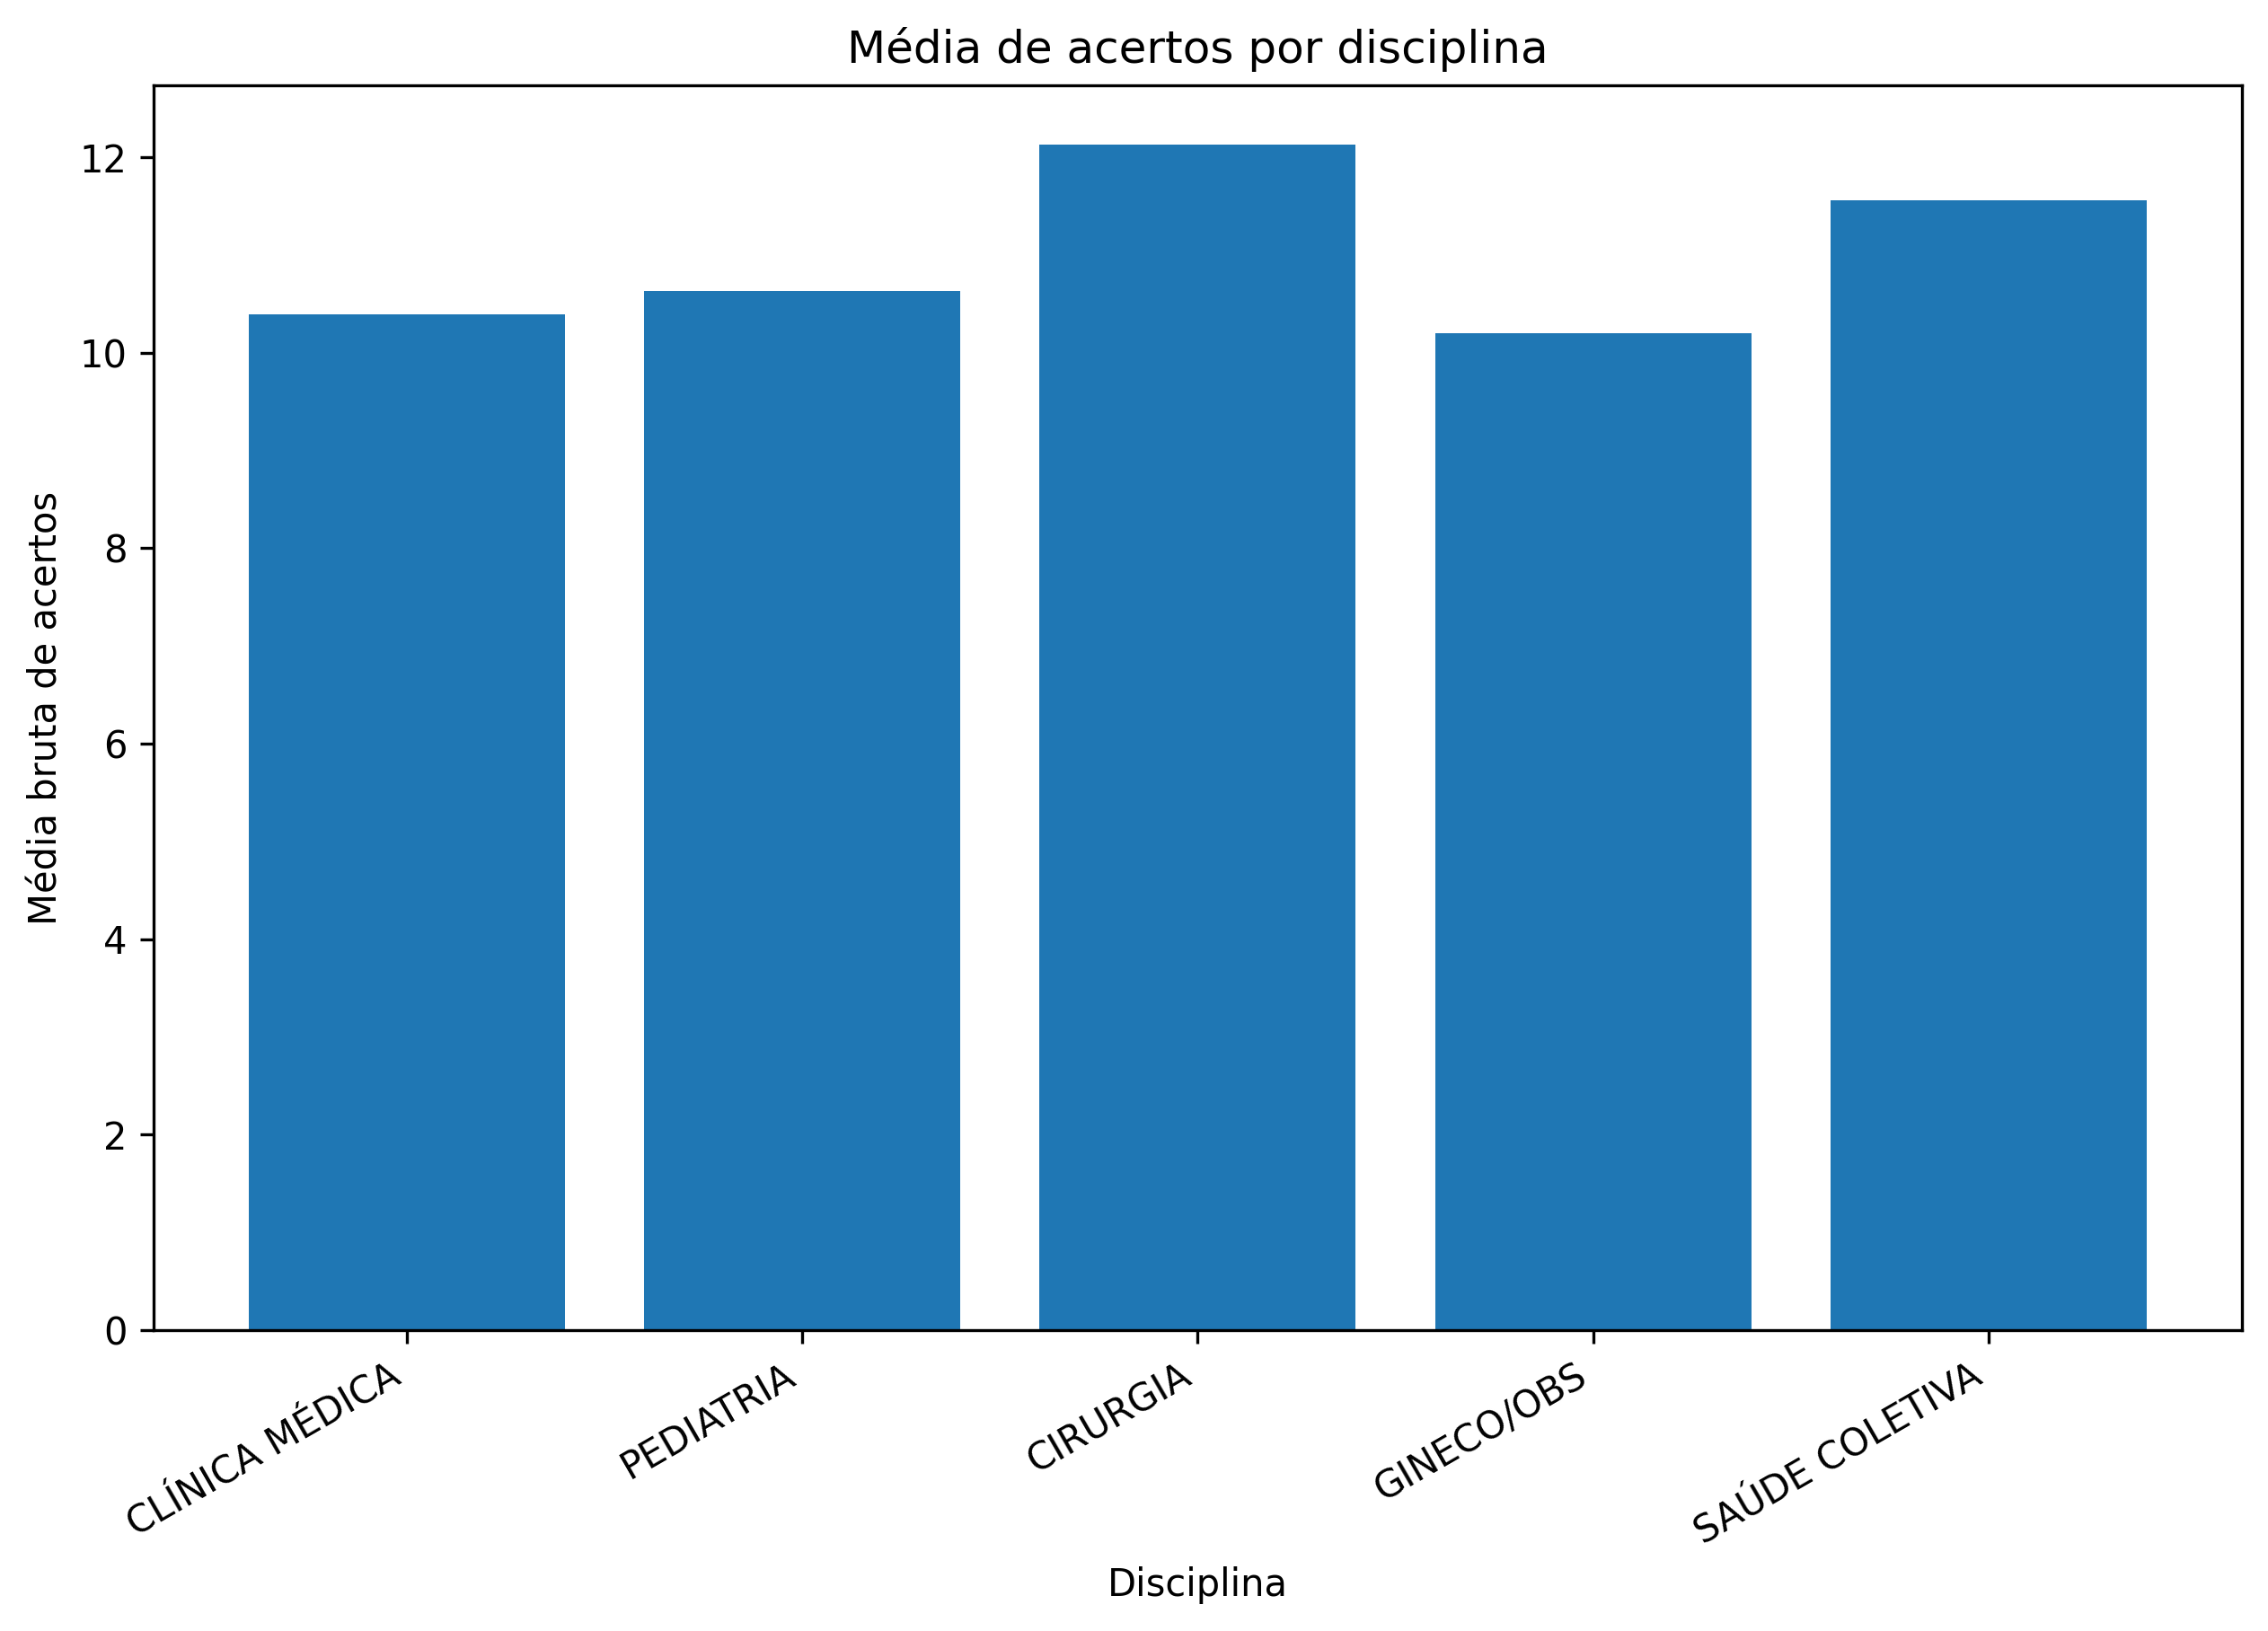 Média de acertos por disciplina
Média bruta de acertos
12
10
8
6
4
2
0
CLÍNICA MÉDICA
PEDIATRIA
CIRURGIA
GINECO/OBS
SAÚDE COLETIVA
Disciplina